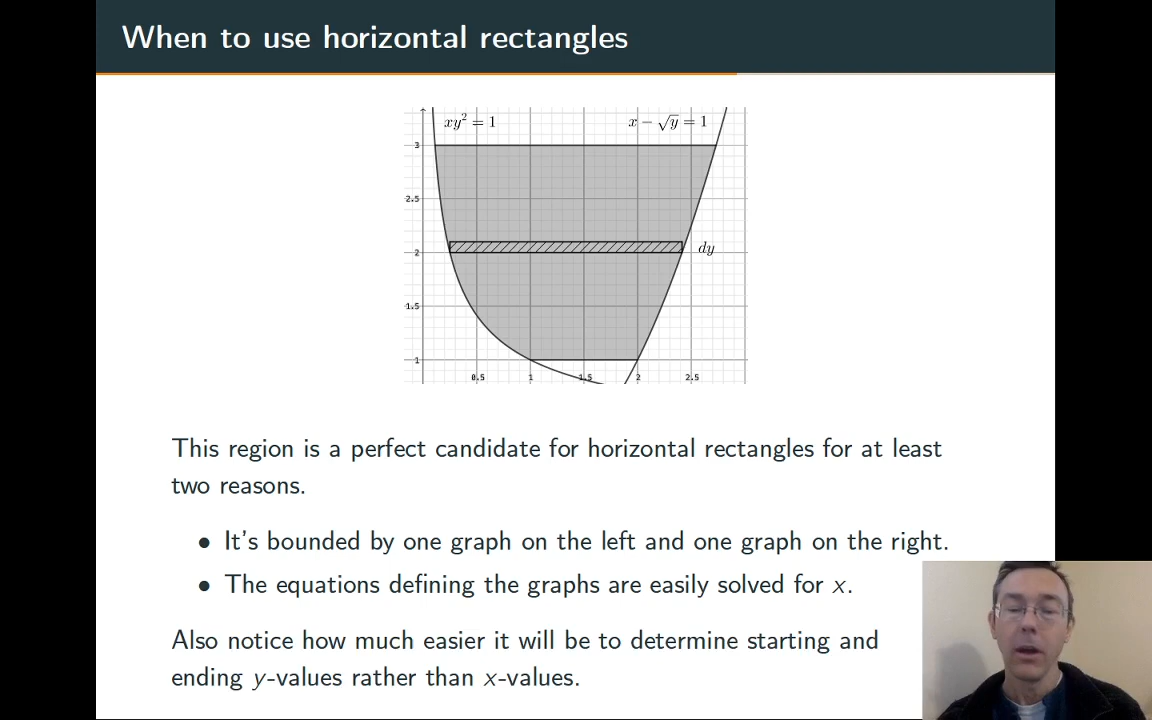 When to use horizontal rectangles
xy² = 1
x − √y = 1
3
2.5
2
dy
1.5
1
0.5
1
1.5
2
2.5
This region is a perfect candidate for horizontal rectangles for at least
two reasons.
• It's bounded by one graph on the left and one graph on the right.
• The equations defining the graphs are easily solved for x.
Also notice how much easier it will be to determine starting and
ending y-values rather than x-values.